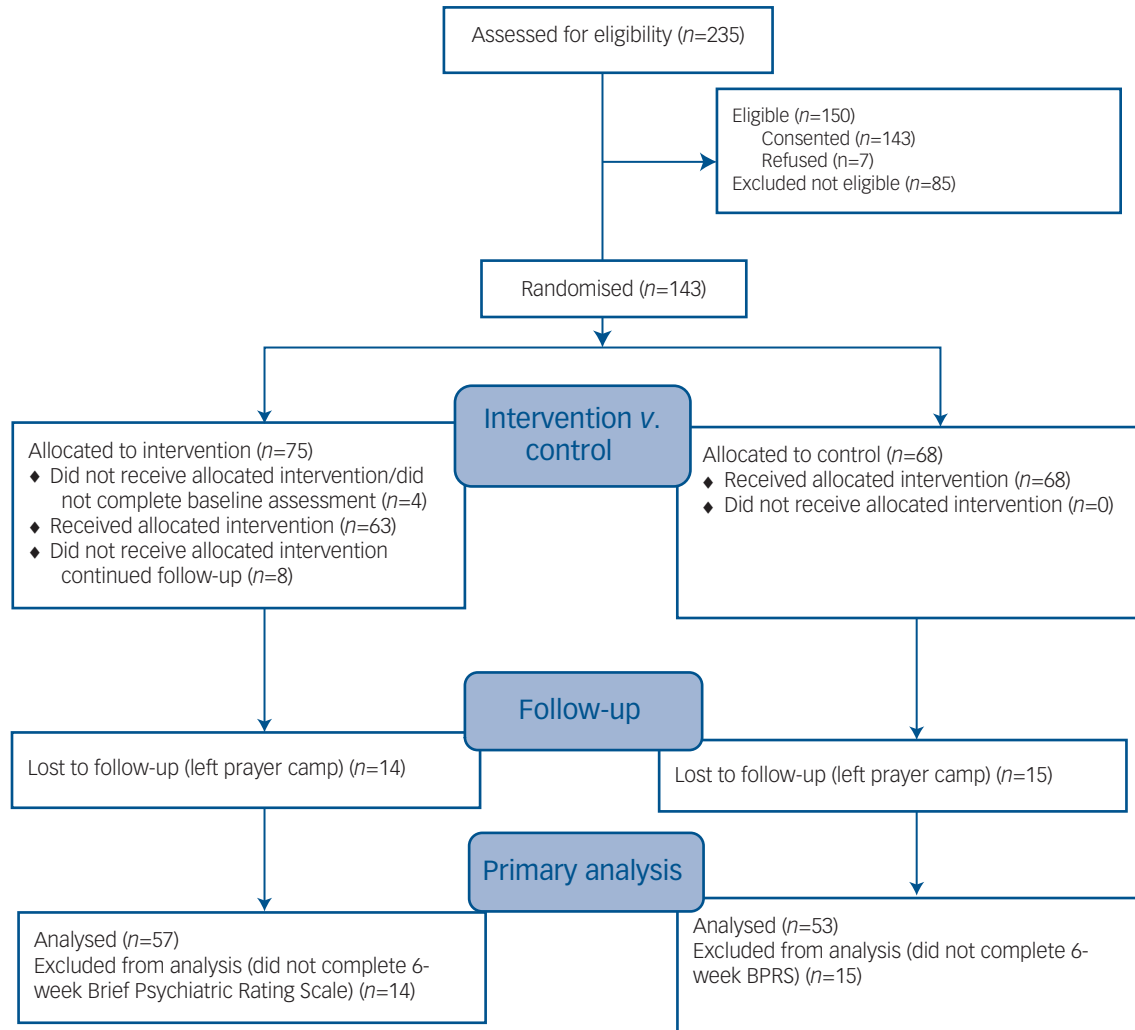 Assessed for eligibility (n=235)
Eligible (n=150)
Consented (n=143)
Refused (n=7)
Excluded not eligible (n=85)
Randomised (n=143)
Intervention v.
control
Allocated to intervention (n=75)
♦ Did not receive allocated intervention/did
not complete baseline assessment (n=4)
♦ Received allocated intervention (n=63)
♦ Did not receive allocated intervention
continued follow-up (n=8)
Allocated to control (n=68)
♦ Received allocated intervention (n=68)
♦ Did not receive allocated intervention (n=0)
Follow-up
Lost to follow-up (left prayer camp) (n=14)
Lost to follow-up (left prayer camp) (n=15)
Primary analysis
Analysed (n=57)
Excluded from analysis (did not complete 6-
week Brief Psychiatric Rating Scale) (n=14)
Analysed (n=53)
Excluded from analysis (did not complete 6-
week BPRS) (n=15)